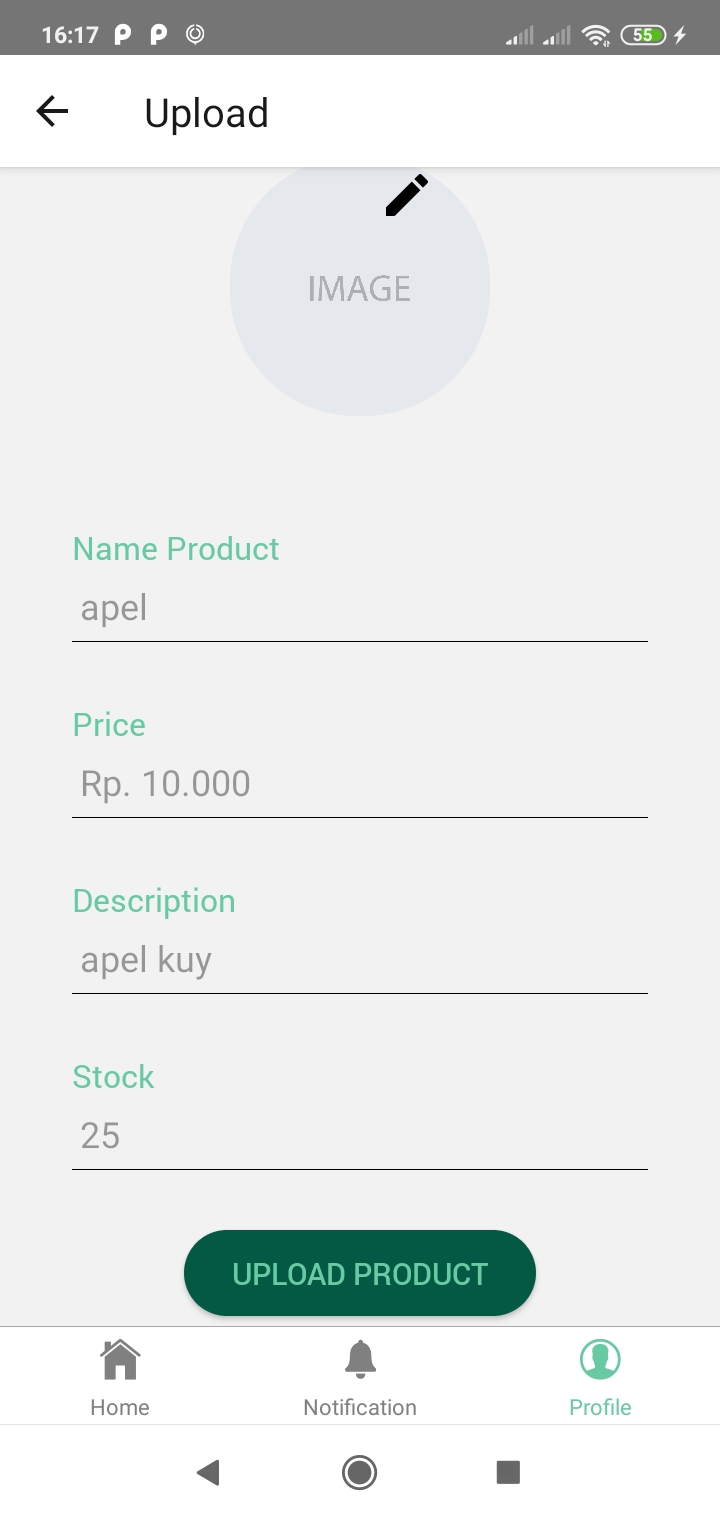 16:17
55
Upload
IMAGE
Name Product
apel
Price
Rp. 10.000
Description
apel kuy
Stock
25
UPLOAD PRODUCT
Home Notification Profile